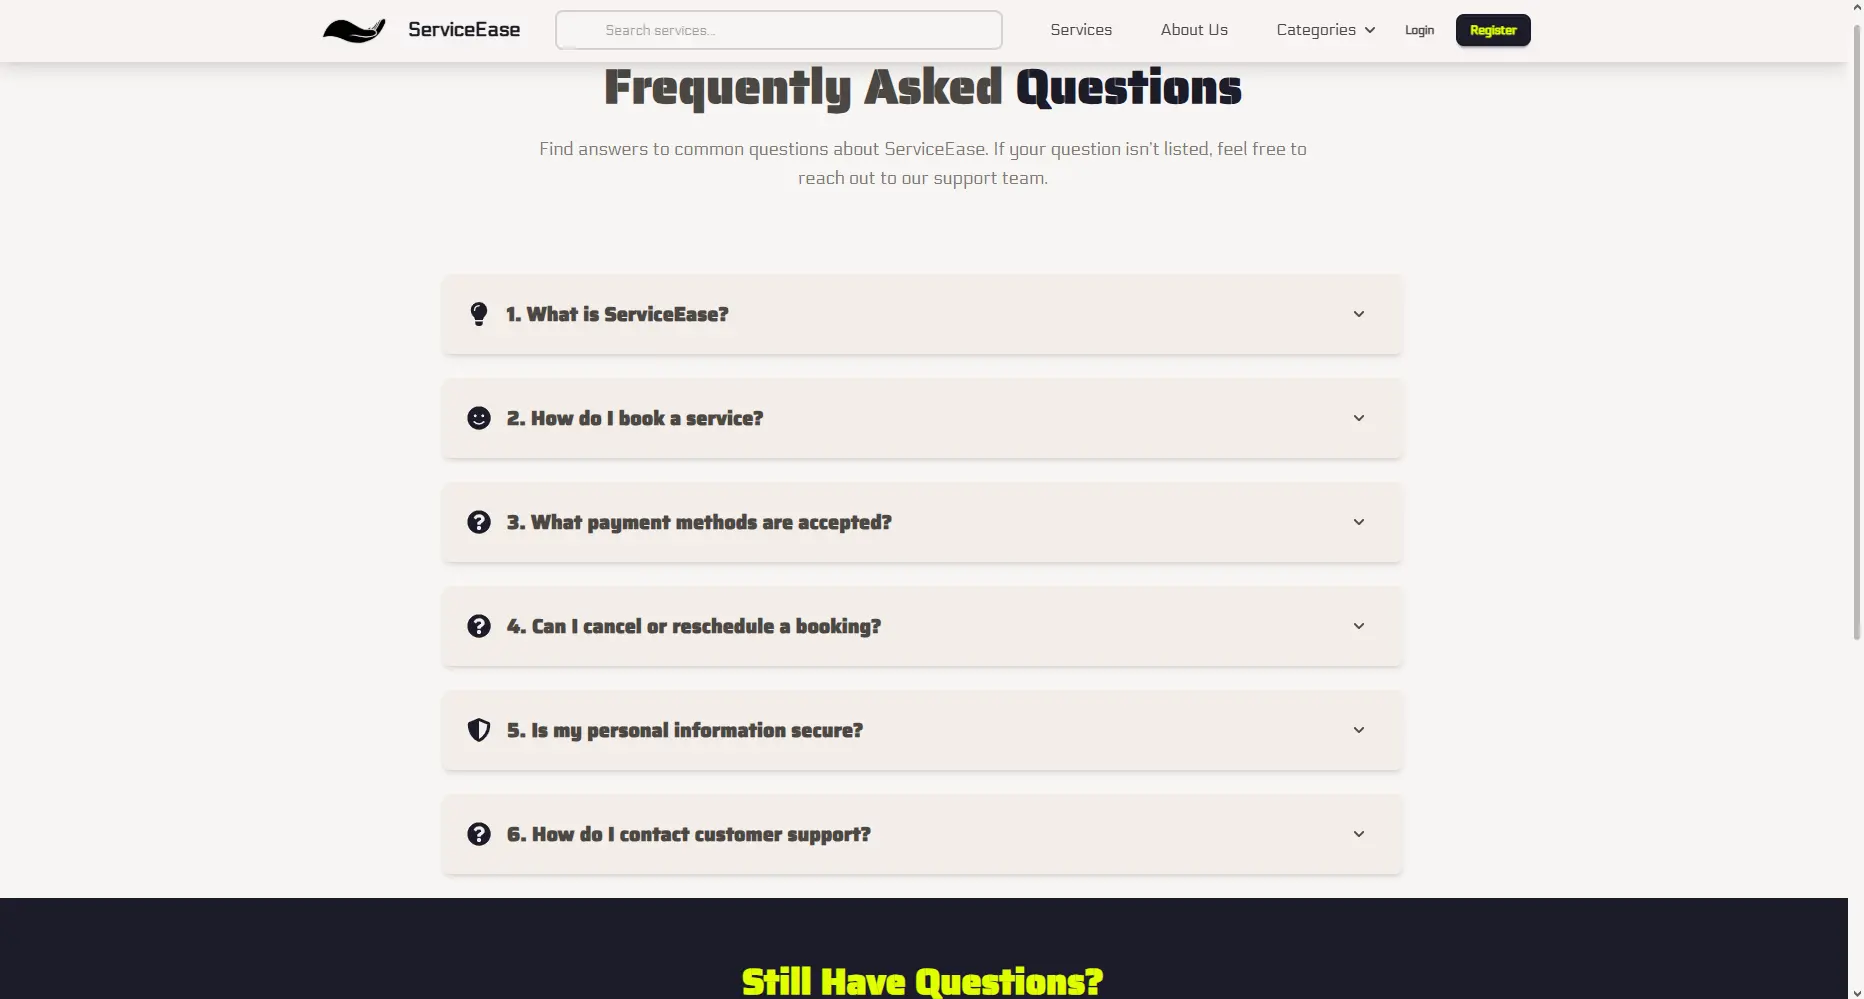 ServiceEase
Search services...
Services
About Us
Categories
Login
Register
Frequently Asked Questions
Find answers to common questions about ServiceEase. If your question isn't listed, feel free to
reach out to our support team.
1. What is ServiceEase?
2. How do I book a service?
3. What payment methods are accepted?
4. Can I cancel or reschedule a booking?
5. Is my personal information secure?
6. How do I contact customer support?
Still Have Questions?